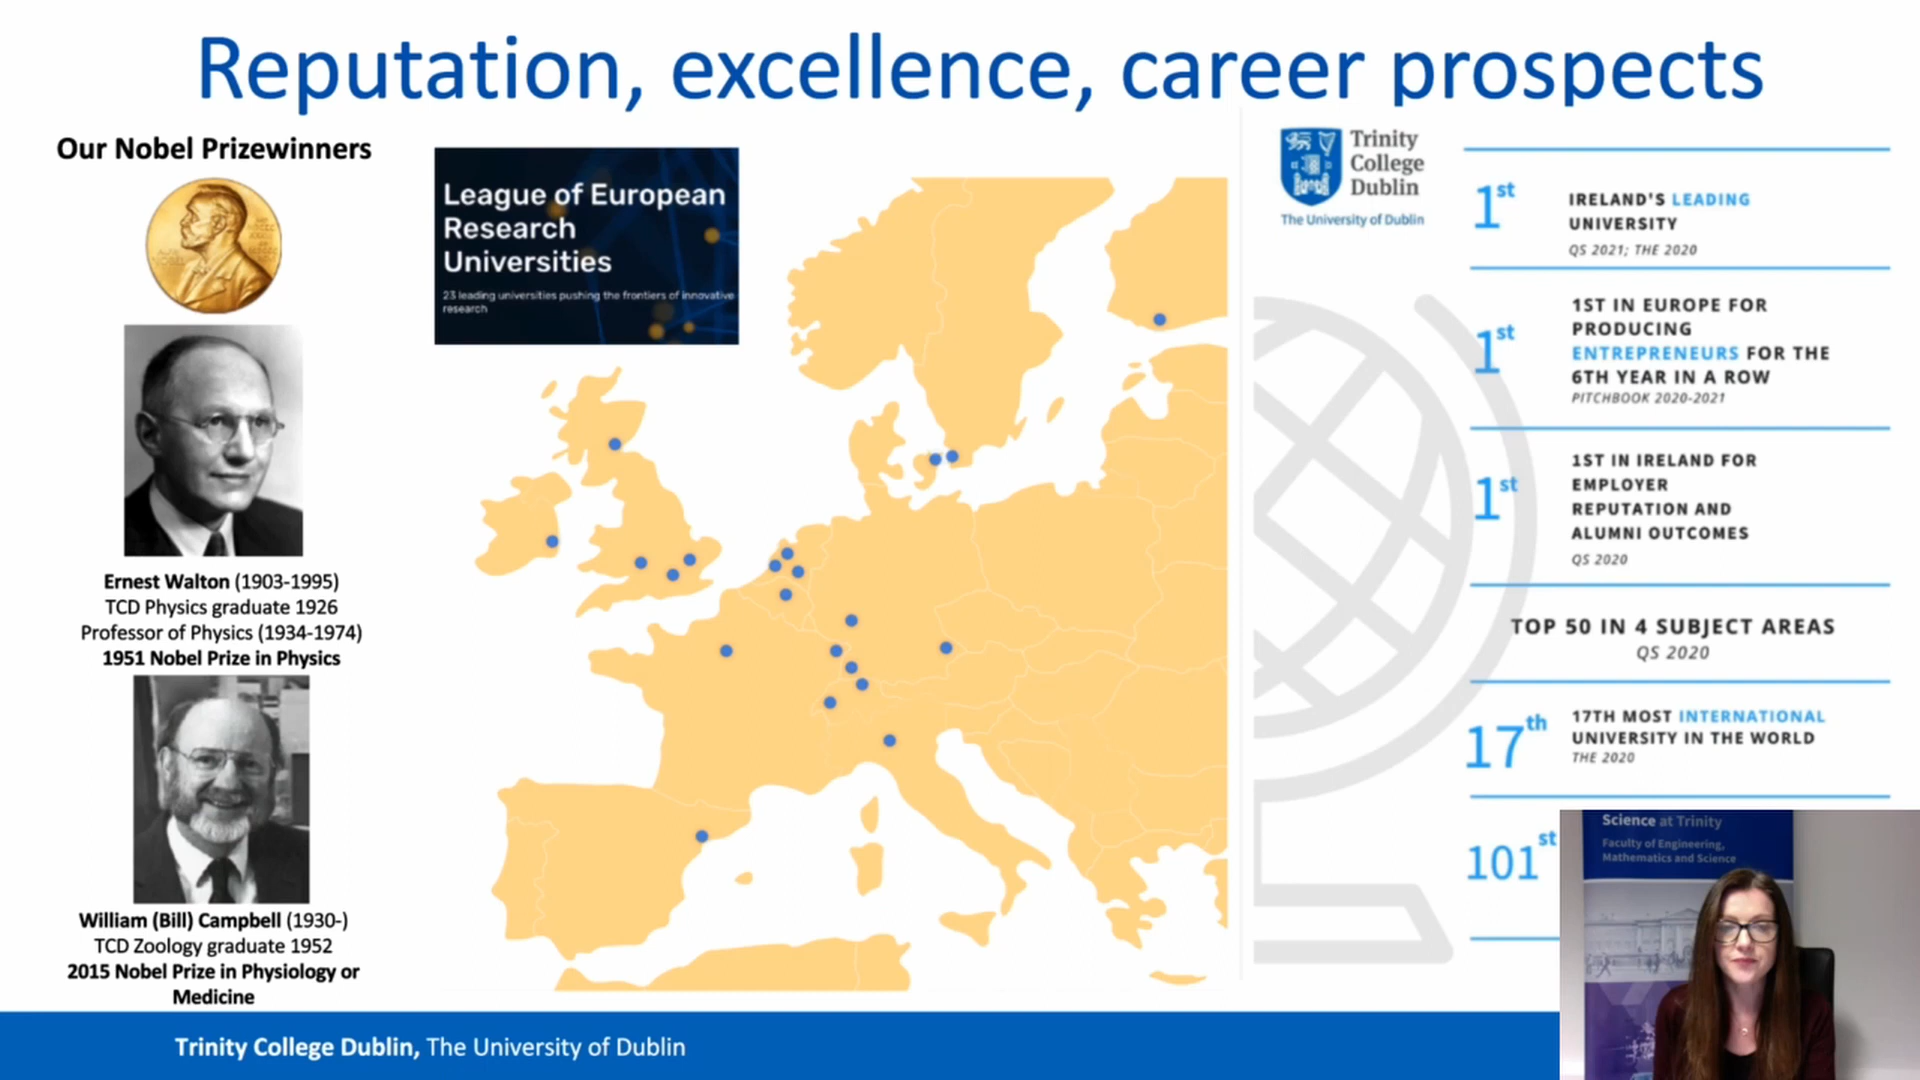 Reputation, excellence, career prospects
Our Nobel Prizewinners
Ernest Walton (1903-1995)
TCD Physics graduate 1926
Professor of Physics (1934-1974)
1951 Nobel Prize in Physics
William (Bill) Campbell (1930-)
TCD Zoology graduate 1952
2015 Nobel Prize in Physiology or
Medicine
League of European
Research
Universities
23 leading universities pushing the frontiers of innovative
research
Trinity
College
Dublin
The University of Dublin
1st
IRELAND'S LEADING
UNIVERSITY
QS 2021; THE 2020
1st
1ST IN EUROPE FOR
PRODUCING
ENTREPRENEURS FOR THE
6TH YEAR IN A ROW
PITCHBOOK 2020-2021
1st
1ST IN IRELAND FOR
EMPLOYER
REPUTATION AND
ALUMNI OUTCOMES
QS 2020
TOP 50 IN 4 SUBJECT AREAS
QS 2020
17th
17TH MOST INTERNATIONAL
UNIVERSITY IN THE WORLD
THE 2020
101st
Science at Trinity
Faculty of Engineering,
Mathematics and Science
Trinity College Dublin, The University of Dublin